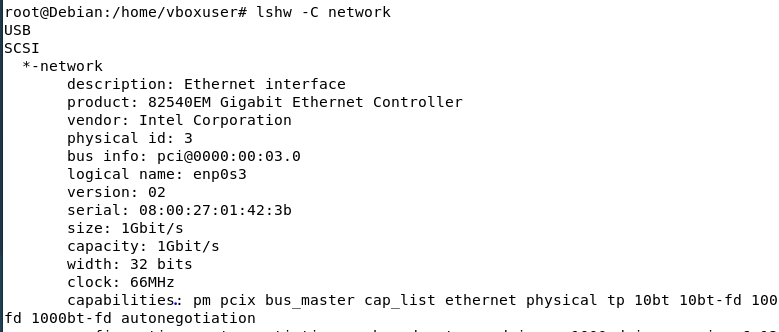 root@Debian:/home/vboxuser# lshw -C network
USB
SCSI
  *-network
       description: Ethernet interface
       product: 82540EM Gigabit Ethernet Controller
       vendor: Intel Corporation
       physical id: 3
       bus info: pci@0000:00:03.0
       logical name: enp0s3
       version: 02
       serial: 08:00:27:01:42:3b
       size: 1Gbit/s
       capacity: 1Gbit/s
       width: 32 bits
       clock: 66MHz
       capabilities: pm pcix bus_master cap_list ethernet physical tp 10bt 10bt-fd 100
fd 1000bt-fd autonegotiation